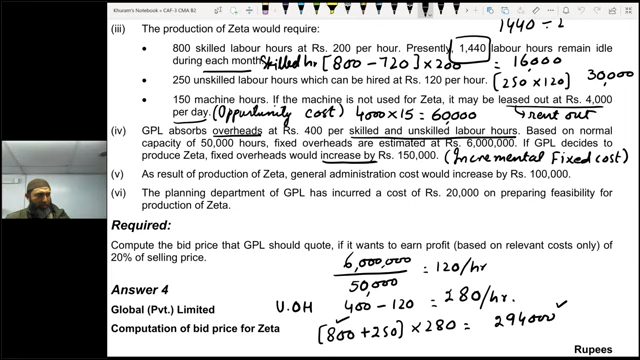 Khuram's Notebook » CAF-3 CMA B2
(iii) The production of Zeta would require:
1440 ÷ 2
• 800 skilled labour hours at Rs. 200 per hour. Presently, 1,440 labour hours remain idle
during each month. Skilled hr [800 - 720] × 200 = 16,000
• 250 unskilled labour hours which can be hired at Rs. 120 per hour. [250 × 120] 30,000
• 150 machine hours. If the machine is not used for Zeta, it may be leased out at Rs. 4,000
per day. (Opportunity cost) 4000 × 15 = 60,000 rent out
(iv) GPL absorbs overheads at Rs. 400 per skilled and unskilled labour hours. Based on normal
capacity of 50,000 hours, fixed overheads are estimated at Rs. 6,000,000. If GPL decides
to produce Zeta, fixed overheads would increase by Rs. 150,000. (Incremental Fixed cost)
(v) As result of production of Zeta, general administration cost would increase by Rs. 100,000.
(vi) The planning department of GPL has incurred a cost of Rs. 20,000 on preparing feasibility for
production of Zeta.
Required:
Compute the bid price that GPL should quote, if it wants to earn profit (based on relevant costs only) of
20% of selling price.
6,000,000
50,000
= 120/hr
Answer 4
Global (Pvt.) Limited U.OH 400 - 120 = 280/hr.
Computation of bid price for Zeta [800 + 250] × 280 = 294000
Rupees